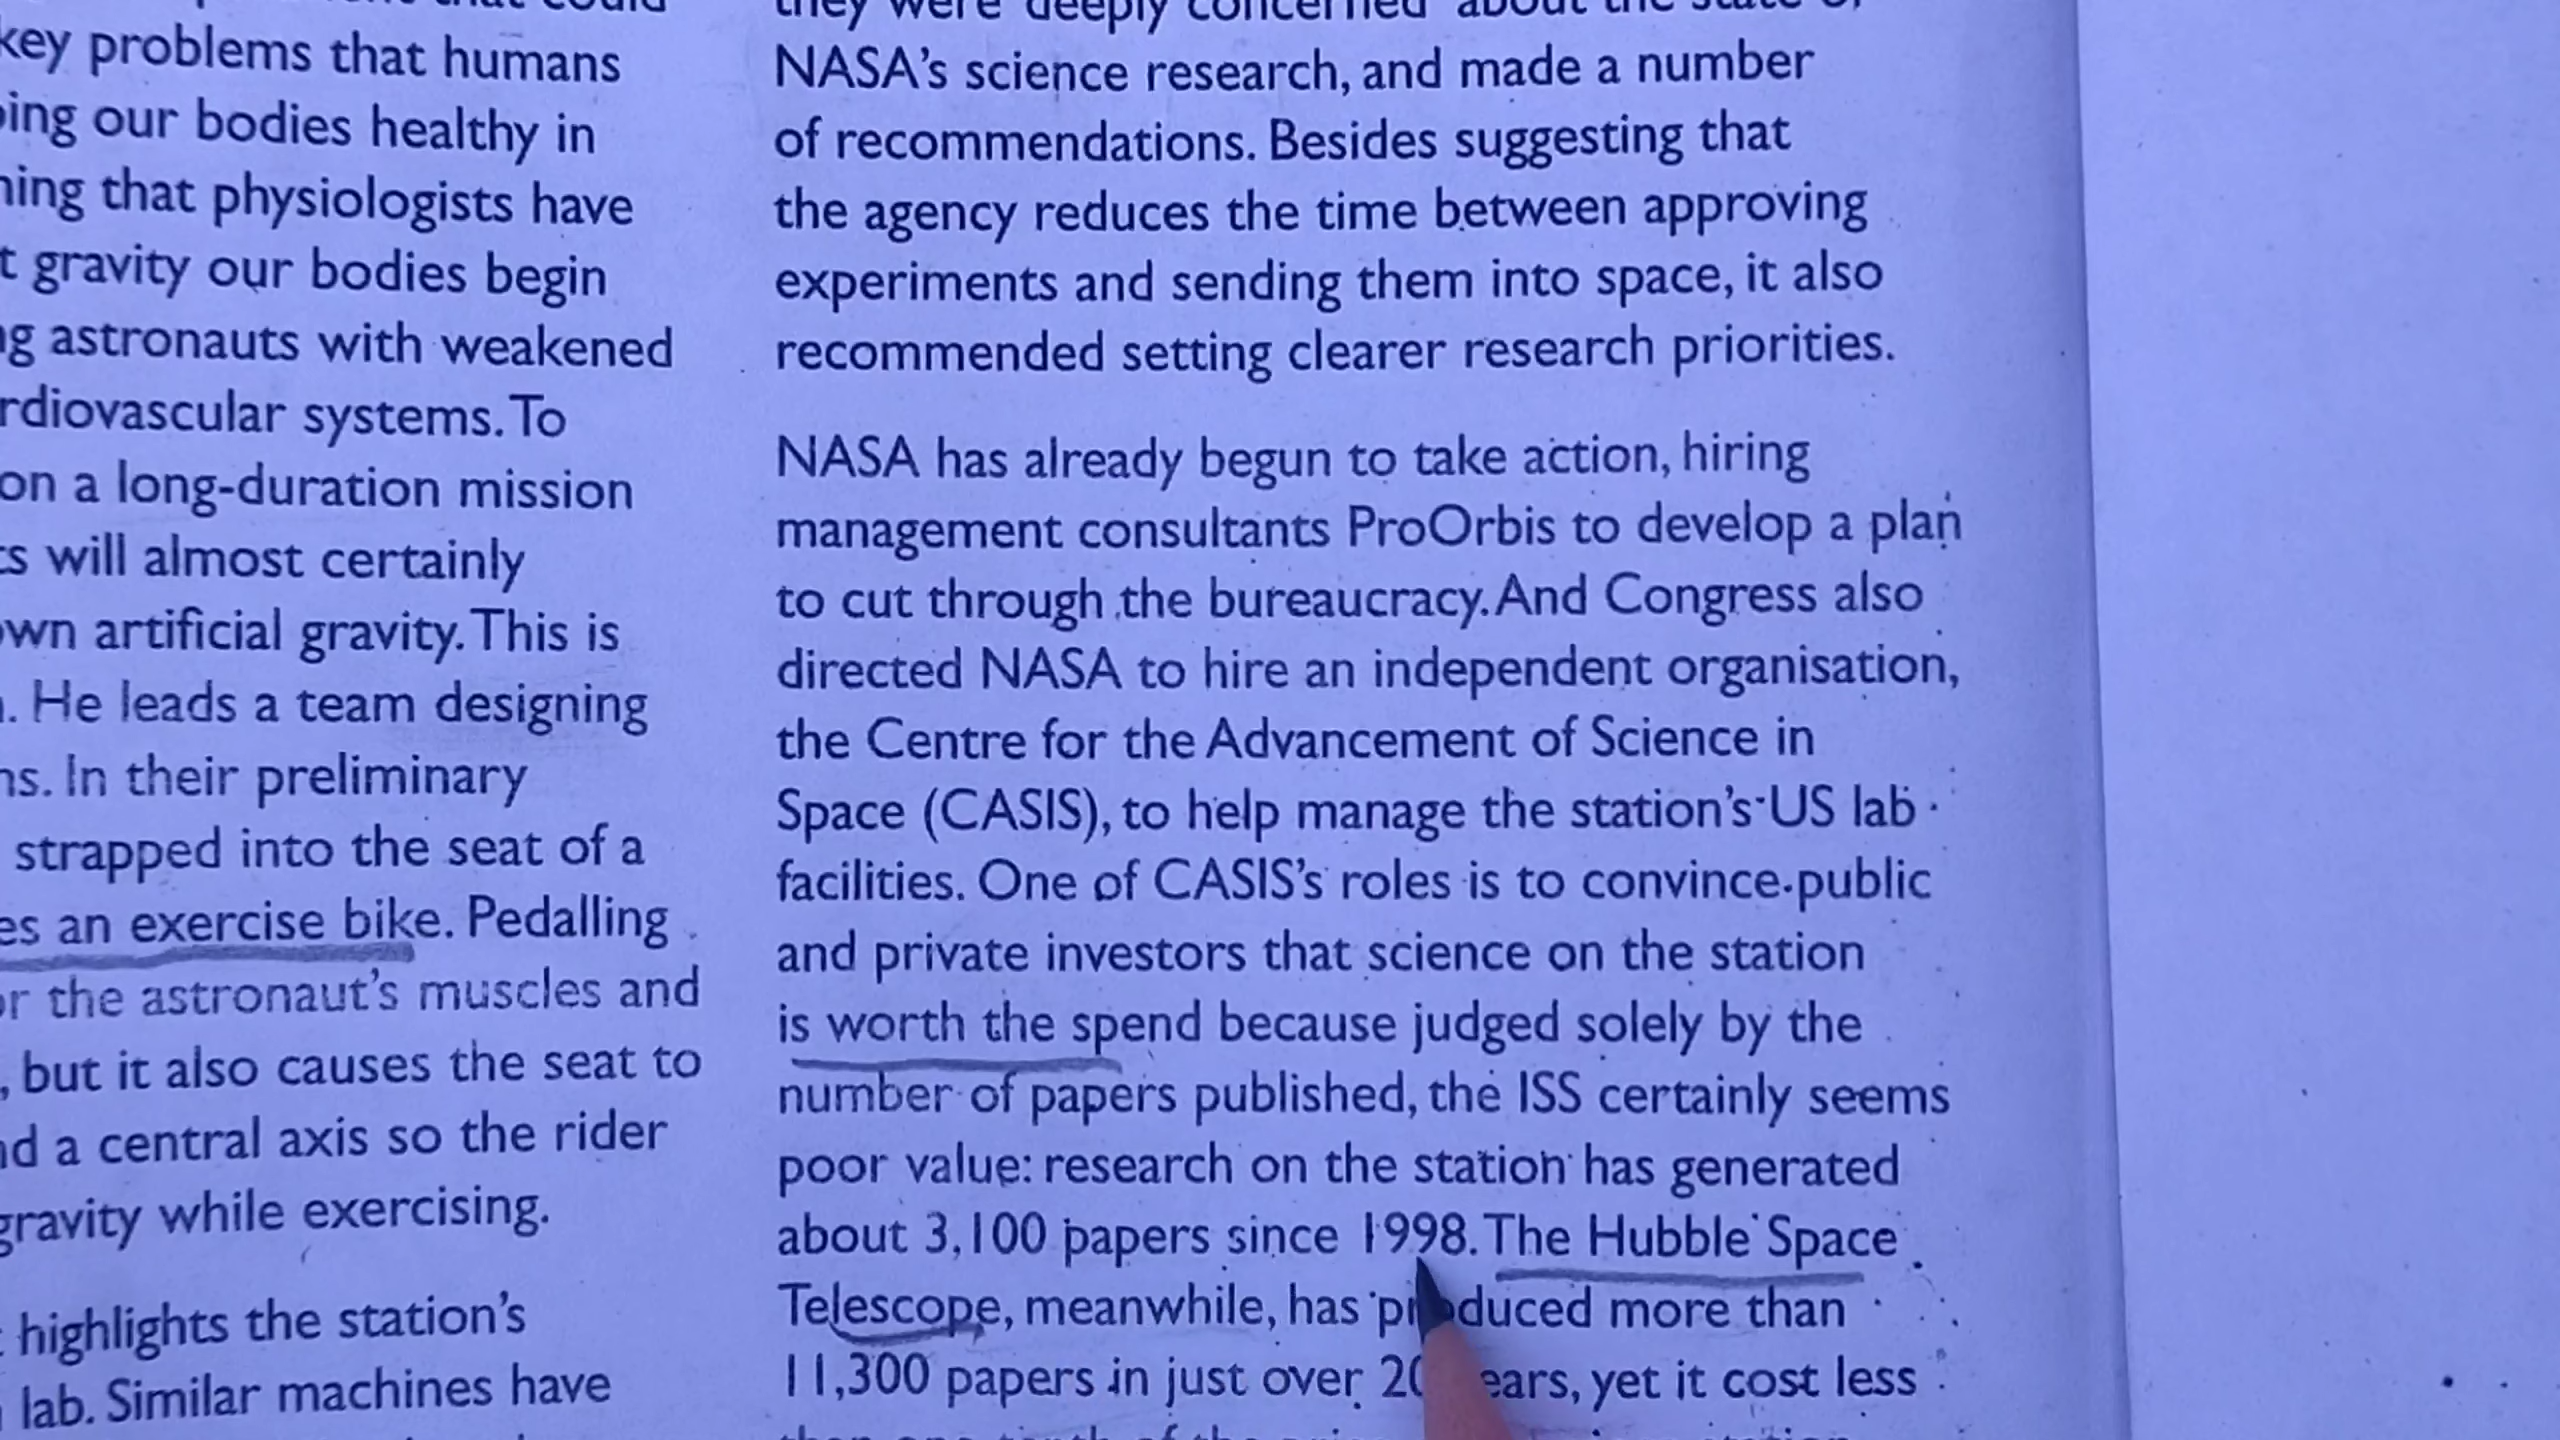 key problems that humans
our bodies healthy in
that physiologists have
gravity our bodies begin
astronauts with weakened
systems. To
on a long-duration mission
will almost certainly
artificial gravity. This is
He leads a team designing
In their preliminary
strapped into the seat of a
an exercise bike. Pedalling
the astronaut's muscles and
, but it also causes the seat to
a central axis so the rider
gravity while exercising.
highlights the station's
lab. Similar machines have
they were deeply concerned about the state of
NASA's science research, and made a number
of recommendations. Besides suggesting that
the agency reduces the time between approving
experiments and sending them into space, it also
recommended setting clearer research priorities.
NASA has already begun to take action, hiring
management consultants ProOrbis to develop a plan
to cut through the bureaucracy. And Congress also
directed NASA to hire an independent organisation,
the Centre for the Advancement of Science in
Space (CASIS), to help manage the station's US lab
facilities. One of CASIS's roles is to convince public
and private investors that science on the station
is worth the spend because judged solely by the
number of papers published, the ISS certainly seems
poor value: research on the station has generated
about 3,100 papers since 1998. The Hubble Space
Telescope, meanwhile, has produced more than
11,300 papers in just over 20 years, yet it cost less